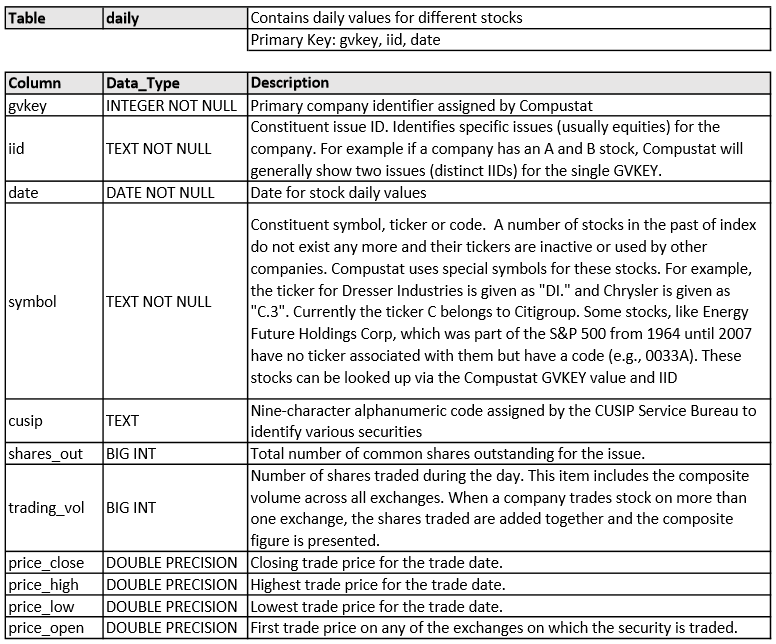 Table daily Contains daily values for different stocks
Primary Key: gvkey, iid, date
Column Data_Type Description
gvkey INTEGER NOT NULL Primary company identifier assigned by Compustat
iid TEXT NOT NULL Constituent issue ID. Identifies specific issues (usually equities) for the
company. For example if a company has an A and B stock, Compustat will
generally show two issues (distinct IIDs) for the single GVKEY.
date DATE NOT NULL Date for stock daily values
symbol TEXT NOT NULL Constituent symbol, ticker or code.  A number of stocks in the past of index
do not exist any more and their tickers are inactive or used by other
companies. Compustat uses special symbols for these stocks. For example,
the ticker for Dresser Industries is given as "DI." and Chrysler is given as
"C.3". Currently the ticker C belongs to Citigroup. Some stocks, like Energy
Future Holdings Corp, which was part of the S&P 500 from 1964 until 2007
have no ticker associated with them but have a code (e.g., 0033A). These
stocks can be looked up via the Compustat GVKEY value and IID
cusip TEXT Nine-character alphanumeric code assigned by the CUSIP Service Bureau to
identify various securities
shares_out BIG INT Total number of common shares outstanding for the issue.
trading_vol BIG INT Number of shares traded during the day. This item includes the composite
volume across all exchanges. When a company trades stock on more than
one exchange, the shares traded are added together and the composite
figure is presented.
price_close DOUBLE PRECISION Closing trade price for the trade date.
price_high DOUBLE PRECISION Highest trade price for the trade date.
price_low DOUBLE PRECISION Lowest trade price for the trade date.
price_open DOUBLE PRECISION First trade price on any of the exchanges on which the security is traded.